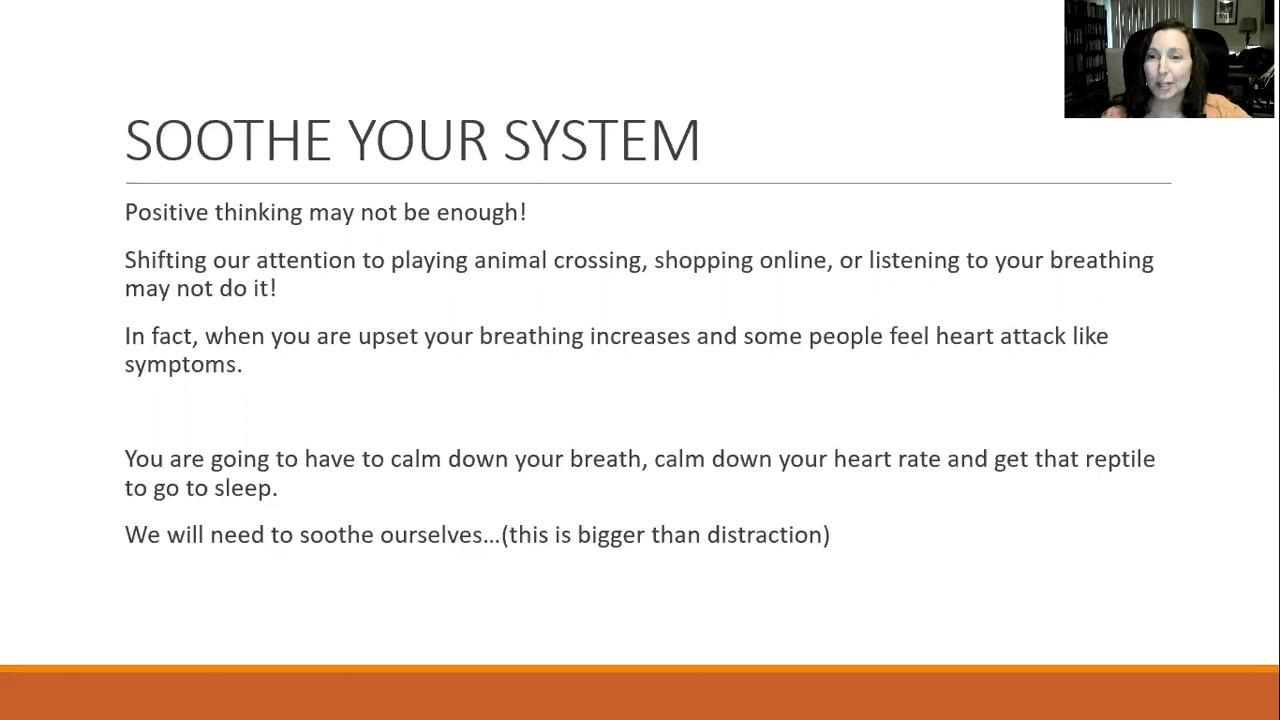 SOOTHE YOUR SYSTEM
Positive thinking may not be enough!
Shifting our attention to playing animal crossing, shopping online, or listening to your breathing
may not do it!
In fact, when you are upset your breathing increases and some people feel heart attack like
symptoms.
You are going to have to calm down your breath, calm down your heart rate and get that reptile
to go to sleep.
We will need to soothe ourselves…(this is bigger than distraction)